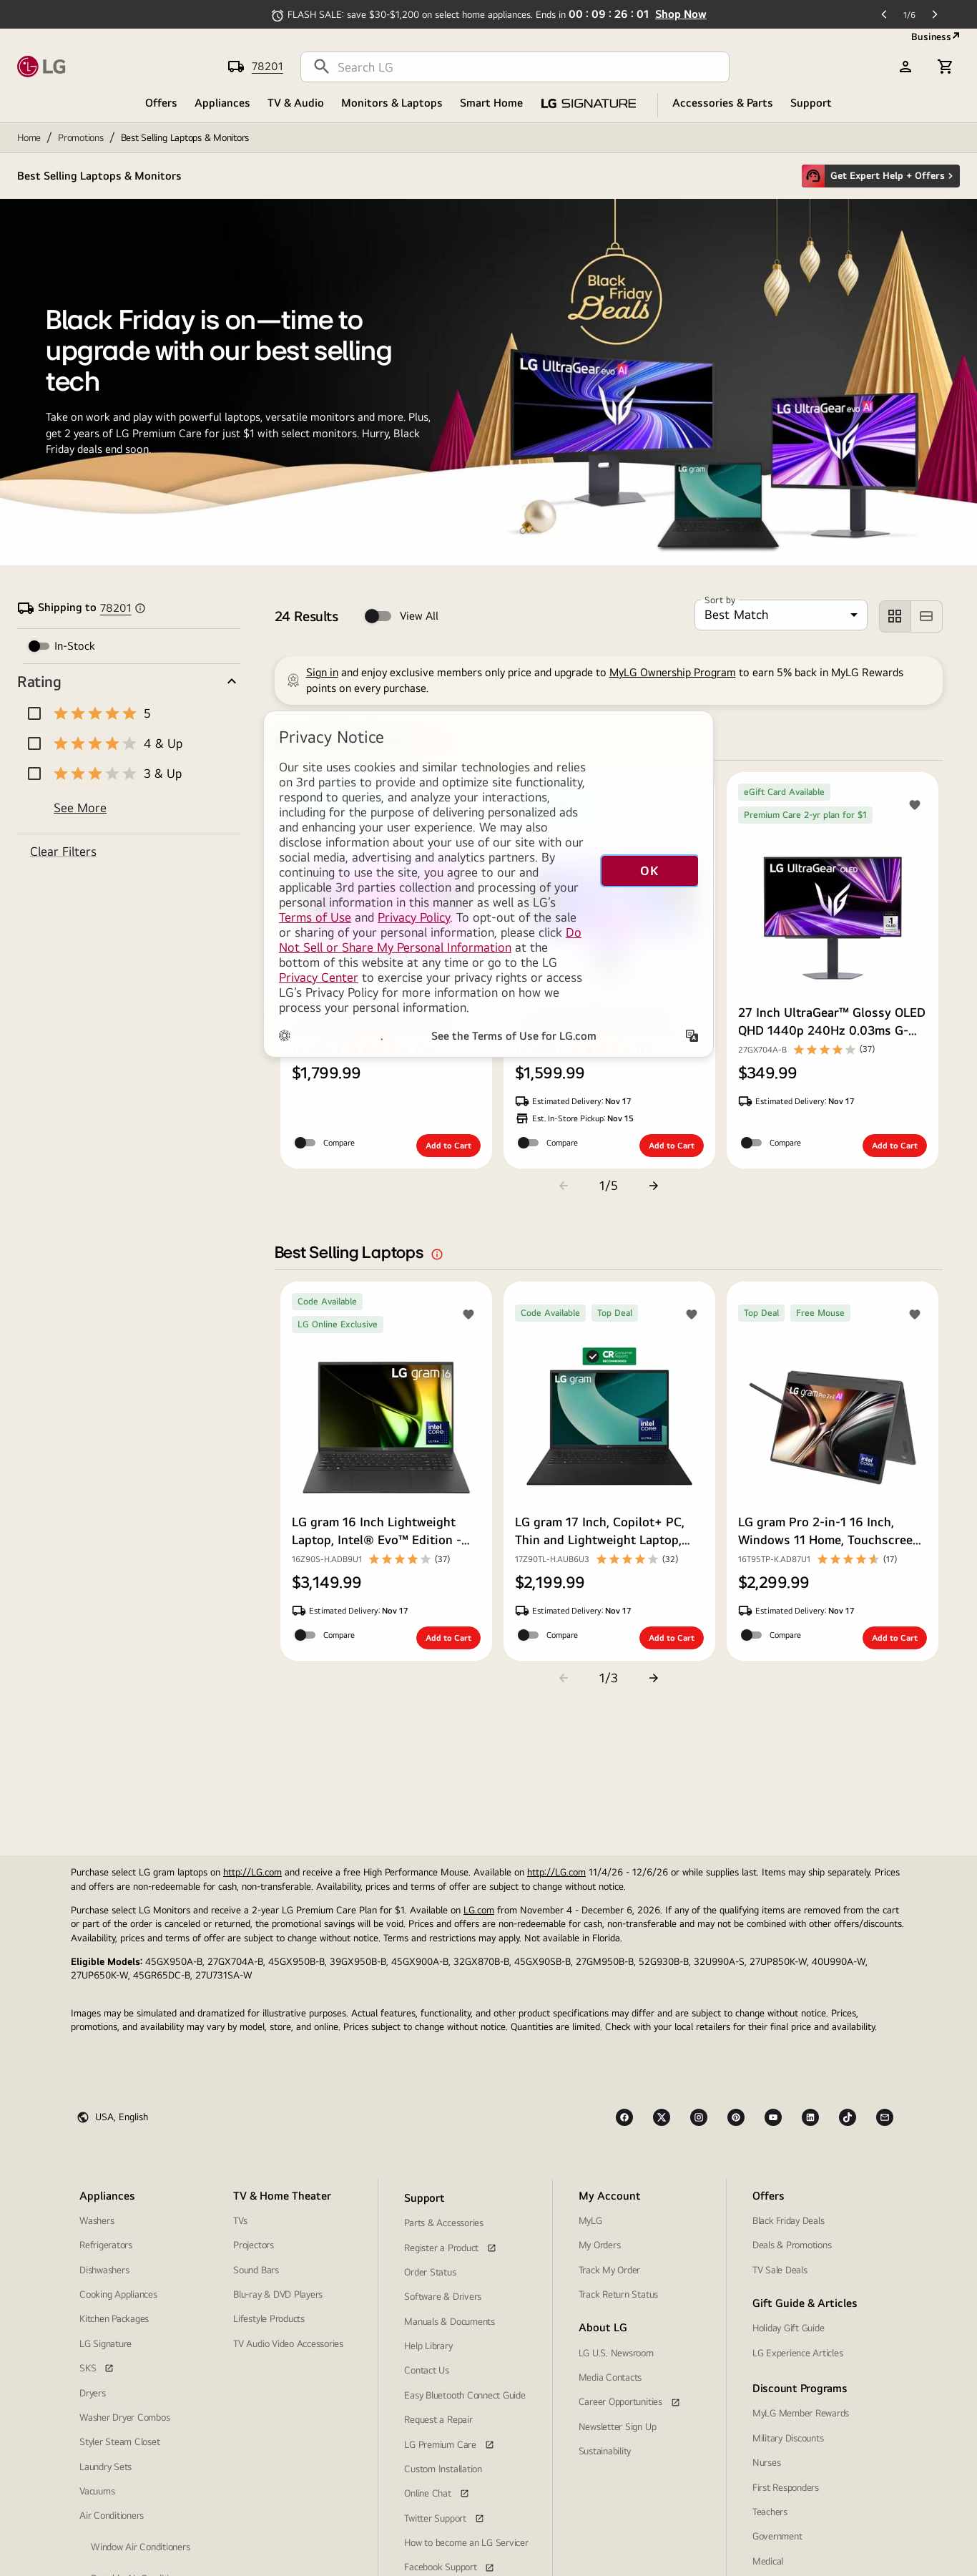 FLASH SALE: save $30-$1,200 on select home appliances. Ends in 00 : 09 : 26 : 01 Shop Now
1/6
Business
LG
78201
Search LG
Offers
Appliances
TV & Audio
Monitors & Laptops
Smart Home
LG SIGNATURE
Accessories & Parts
Support
Home / Promotions / Best Selling Laptops & Monitors
Best Selling Laptops & Monitors
Get Expert Help + Offers >
Black Friday is on—time to
upgrade with our best selling
tech
Take on work and play with powerful laptops, versatile monitors and more. Plus,
get 2 years of LG Premium Care for just $1 with select monitors. Hurry, Black
Friday deals end soon.
Black
Friday
Deals
LG UltraGear evo AI
LG UltraGear evo AI
LG gram
Shipping to 78201
In-Stock
Rating
5
4 & Up
3 & Up
See More
Clear Filters
24 Results
View All
Sort by
Best Match
Sign in and enjoy exclusive members only price and upgrade to MyLG Ownership Program to earn 5% back in MyLG Rewards
points on every purchase.
Privacy Notice
Our site uses cookies and similar technologies and relies
on 3rd parties to provide and optimize site functionality,
respond to queries, and analyze your interactions,
including for the purpose of delivering personalized ads
and enhancing your user experience. We may also
disclose information about your use of our site with our
social media, advertising and analytics partners. By
continuing to use the site, you agree to our and
applicable 3rd parties collection and processing of your
personal information in this manner as well as LG's
Terms of Use and Privacy Policy. To opt-out of the sale
or sharing of your personal information, please click Do
Not Sell or Share My Personal Information at the
bottom of this website at any time or go to the LG
Privacy Center to exercise your privacy rights or access
LG's Privacy Policy for more information on how we
process your personal information.
OK
See the Terms of Use for LG.com
$1,799.99
Compare
Add to Cart
$1,599.99
Estimated Delivery: Nov 17
Est. In-Store Pickup: Nov 15
Compare
Add to Cart
eGift Card Available
Premium Care 2-yr plan for $1
LG UltraGear OLED
27 Inch UltraGear™ Glossy OLED
QHD 1440p 240Hz 0.03ms G-...
27GX704A-B (37)
$349.99
Estimated Delivery: Nov 17
Compare
Add to Cart
1/5
Best Selling Laptops
Code Available
LG Online Exclusive
LG gram 16
intel CORE
LG gram 16 Inch Lightweight
Laptop, Intel® Evo™ Edition -...
16Z90S-H.ADB9U1 (37)
$3,149.99
Estimated Delivery: Nov 17
Compare
Add to Cart
Code Available
Top Deal
CR
LG gram
intel CORE
LG gram 17 Inch, Copilot+ PC,
Thin and Lightweight Laptop,...
17Z90TL-H.AUB6U3 (32)
$2,199.99
Estimated Delivery: Nov 17
Compare
Add to Cart
Top Deal
Free Mouse
LG gram Pro 2in1 AI
intel CORE
LG gram Pro 2-in-1 16 Inch,
Windows 11 Home, Touchscree...
16T95TP-K.AD87U1 (17)
$2,299.99
Estimated Delivery: Nov 17
Compare
Add to Cart
1/3
Purchase select LG gram laptops on http://LG.com and receive a free High Performance Mouse. Available on http://LG.com 11/4/26 - 12/6/26 or while supplies last. Items may ship separately. Prices
and offers are non-redeemable for cash, non-transferable. Availability, prices and terms of offer are subject to change without notice.
Purchase select LG Monitors and receive a 2-year LG Premium Care Plan for $1. Available on LG.com from November 4 - December 6, 2026. If any of the qualifying items are removed from the cart
or part of the order is canceled or returned, the promotional savings will be void. Prices and offers are non-redeemable for cash, non-transferable and may not be combined with other offers/discounts.
Availability, prices and terms of offer are subject to change without notice. Terms and restrictions may apply. Not available in Florida.
Eligible Models: 45GX950A-B, 27GX704A-B, 45GX950B-B, 39GX950B-B, 45GX900A-B, 32GX870B-B, 45GX90SB-B, 27GM950B-B, 52G930B-B, 32U990A-S, 27UP850K-W, 40U990A-W,
27UP650K-W, 45GR65DC-B, 27U731SA-W
Images may be simulated and dramatized for illustrative purposes. Actual features, functionality, and other product specifications may differ and are subject to change without notice. Prices,
promotions, and availability may vary by model, store, and online. Prices subject to change without notice. Quantities are limited. Check with your local retailers for their final price and availability.
USA, English
Appliances
Washers
Refrigerators
Dishwashers
Cooking Appliances
Kitchen Packages
LG Signature
SKS
Dryers
Washer Dryer Combos
Styler Steam Closet
Laundry Sets
Vacuums
Air Conditioners
Window Air Conditioners
TV & Home Theater
TVs
Projectors
Sound Bars
Blu-ray & DVD Players
Lifestyle Products
TV Audio Video Accessories
Support
Parts & Accessories
Register a Product
Order Status
Software & Drivers
Manuals & Documents
Help Library
Contact Us
Easy Bluetooth Connect Guide
Request a Repair
LG Premium Care
Custom Installation
Online Chat
Twitter Support
How to become an LG Servicer
Facebook Support
My Account
MyLG
My Orders
Track My Order
Track Return Status
About LG
LG U.S. Newsroom
Media Contacts
Career Opportunities
Newsletter Sign Up
Sustainability
Offers
Black Friday Deals
Deals & Promotions
TV Sale Deals
Gift Guide & Articles
Holiday Gift Guide
LG Experience Articles
Discount Programs
MyLG Member Rewards
Military Discounts
Nurses
First Responders
Teachers
Government
Medical